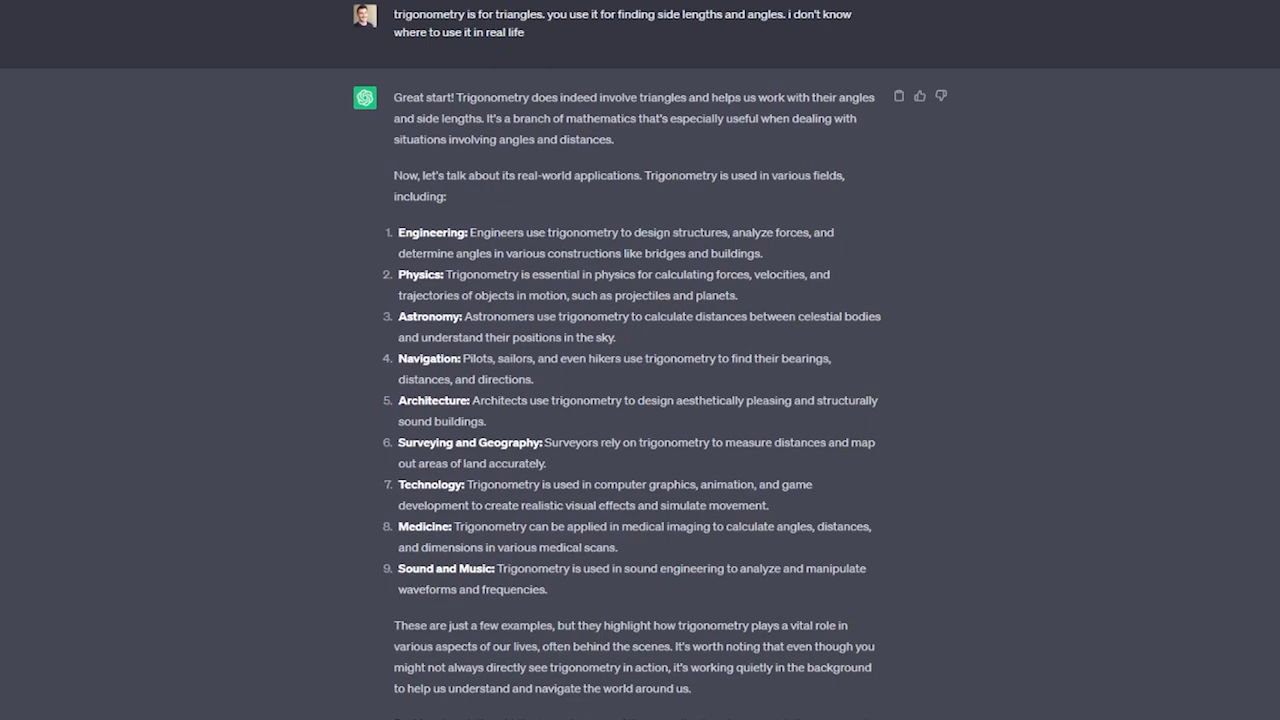 trigonometry is for triangles. you use it for finding side lengths and angles. i don't know
where to use it in real life
Great start! Trigonometry does indeed involve triangles and helps us work with their angles
and side lengths. It's a branch of mathematics that's especially useful when dealing with
situations involving angles and distances.
Now, let's talk about its real-world applications. Trigonometry is used in various fields,
including:
1. Engineering: Engineers use trigonometry to design structures, analyze forces, and
determine angles in various constructions like bridges and buildings.
2. Physics: Trigonometry is essential in physics for calculating forces, velocities, and
trajectories of objects in motion, such as projectiles and planets.
3. Astronomy: Astronomers use trigonometry to calculate distances between celestial bodies
and understand their positions in the sky.
4. Navigation: Pilots, sailors, and even hikers use trigonometry to find their bearings,
distances, and directions.
5. Architecture: Architects use trigonometry to design aesthetically pleasing and structurally
sound buildings.
6. Surveying and Geography: Surveyors rely on trigonometry to measure distances and map
out areas of land accurately.
7. Technology: Trigonometry is used in computer graphics, animation, and game
development to create realistic visual effects and simulate movement.
8. Medicine: Trigonometry can be applied in medical imaging to calculate angles, distances,
and dimensions in various medical scans.
9. Sound and Music: Trigonometry is used in sound engineering to analyze and manipulate
waveforms and frequencies.
These are just a few examples, but they highlight how trigonometry plays a vital role in
various aspects of our lives, often behind the scenes. It's worth noting that even though you
might not always directly see trigonometry in action, it's working quietly in the background
to help us understand and navigate the world around us.